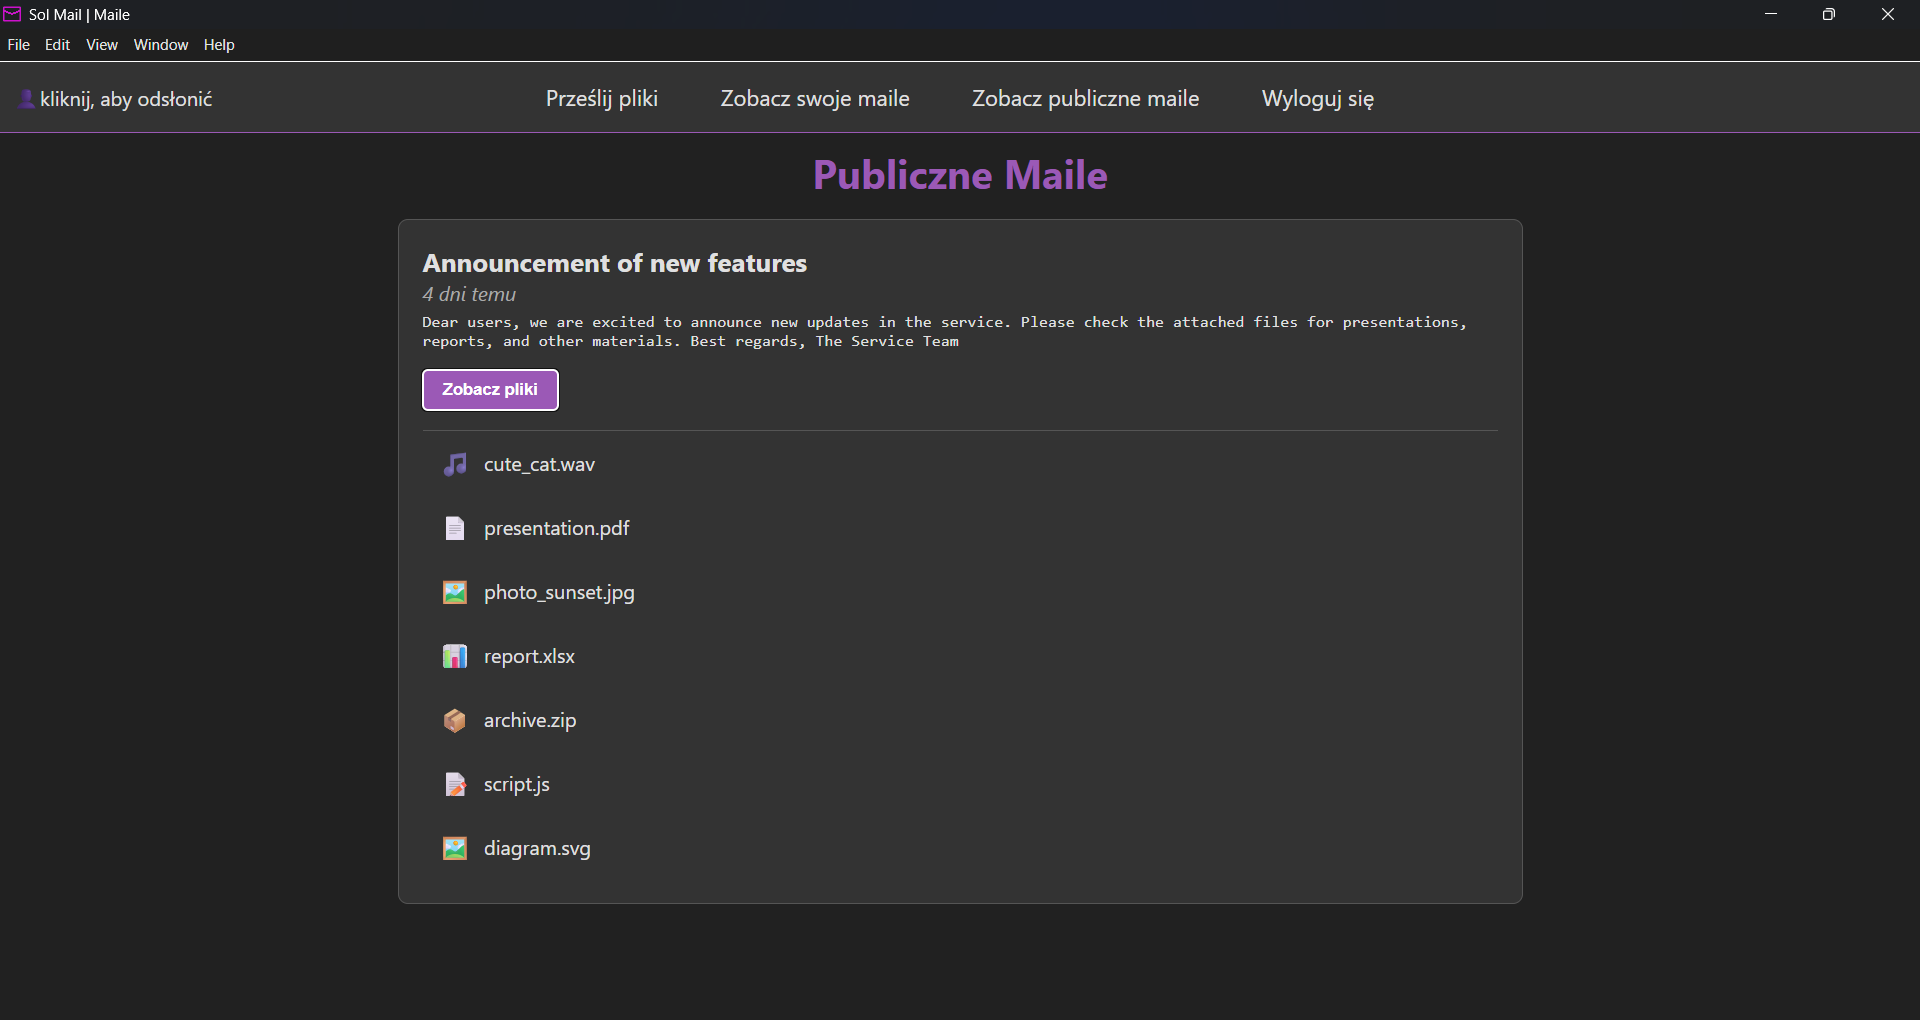 Sol Mail | Maile
File Edit View Window Help
kliknij, aby odsłonić
Prześlij pliki
Zobacz swoje maile
Zobacz publiczne maile
Wyloguj się
Publiczne Maile
Announcement of new features
4 dni temu
Dear users, we are excited to announce new updates in the service. Please check the attached files for presentations,
reports, and other materials. Best regards, The Service Team
Zobacz pliki
cute_cat.wav
presentation.pdf
photo_sunset.jpg
report.xlsx
archive.zip
script.js
diagram.svg